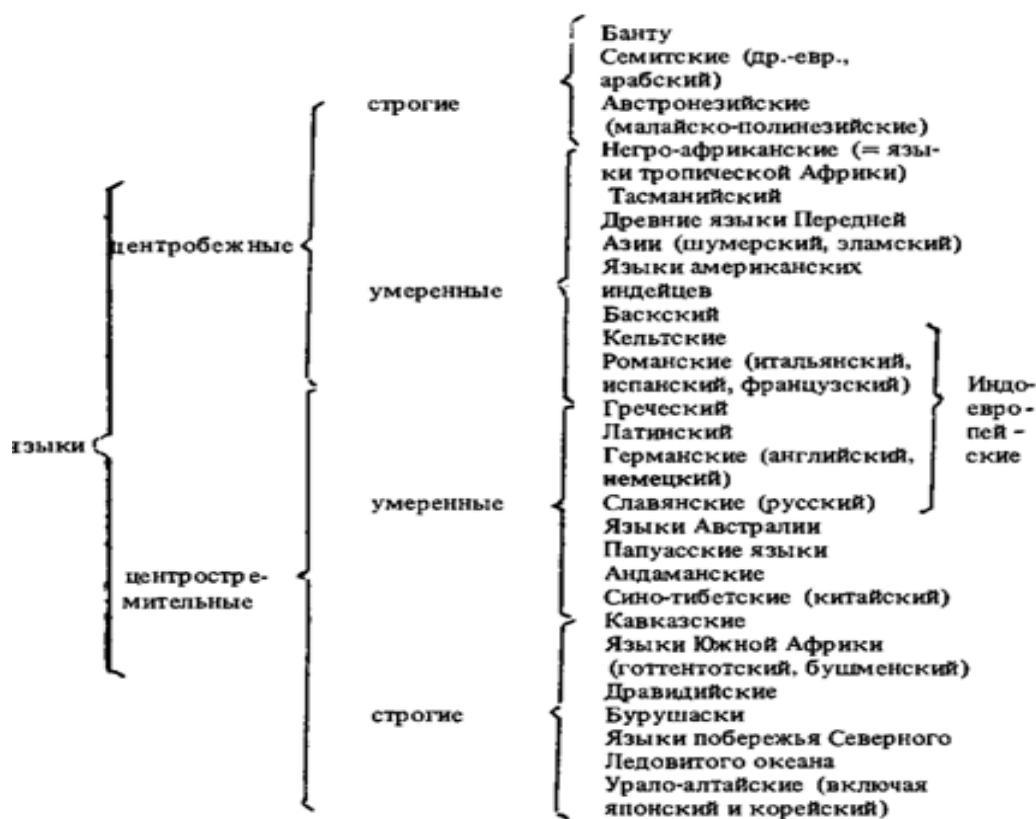 Банту
Семитские (др.-евр.,
арабский)
строгие
Австронезийские
(малайско-полинезийские)
Негро-африканские (= язы-
ки тропической Африки)
Тасманийский
Древние языки Передней
центробежные
Азии (шумерский, эламский)
Языки американских
умеренные
индейцев
Баскский
Кельтские
Романские (итальянский,
испанский, французский)
Индо-
Греческий
евро-
языки
Латинский
пей -
Германские (английский,
ские
немецкий)
умеренные
Славянские (русский)
Языки Австралии
Папуасские языки
центростре-
мительные
Андаманские
Сино-тибетские (китайский)
Кавказские
Языки Южной Африки
(готтентотский, бушменский)
Дравидийские
строгие
Бурушаски
Языки побережья Северного
Ледовитого океана
Урало-алтайские (включая
японский и корейский)